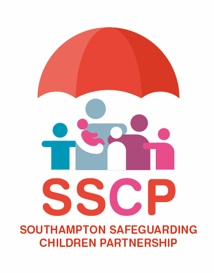 SSCP
SOUTHAMPTON SAFEGUARDING
CHILDREN PARTNERSHIP